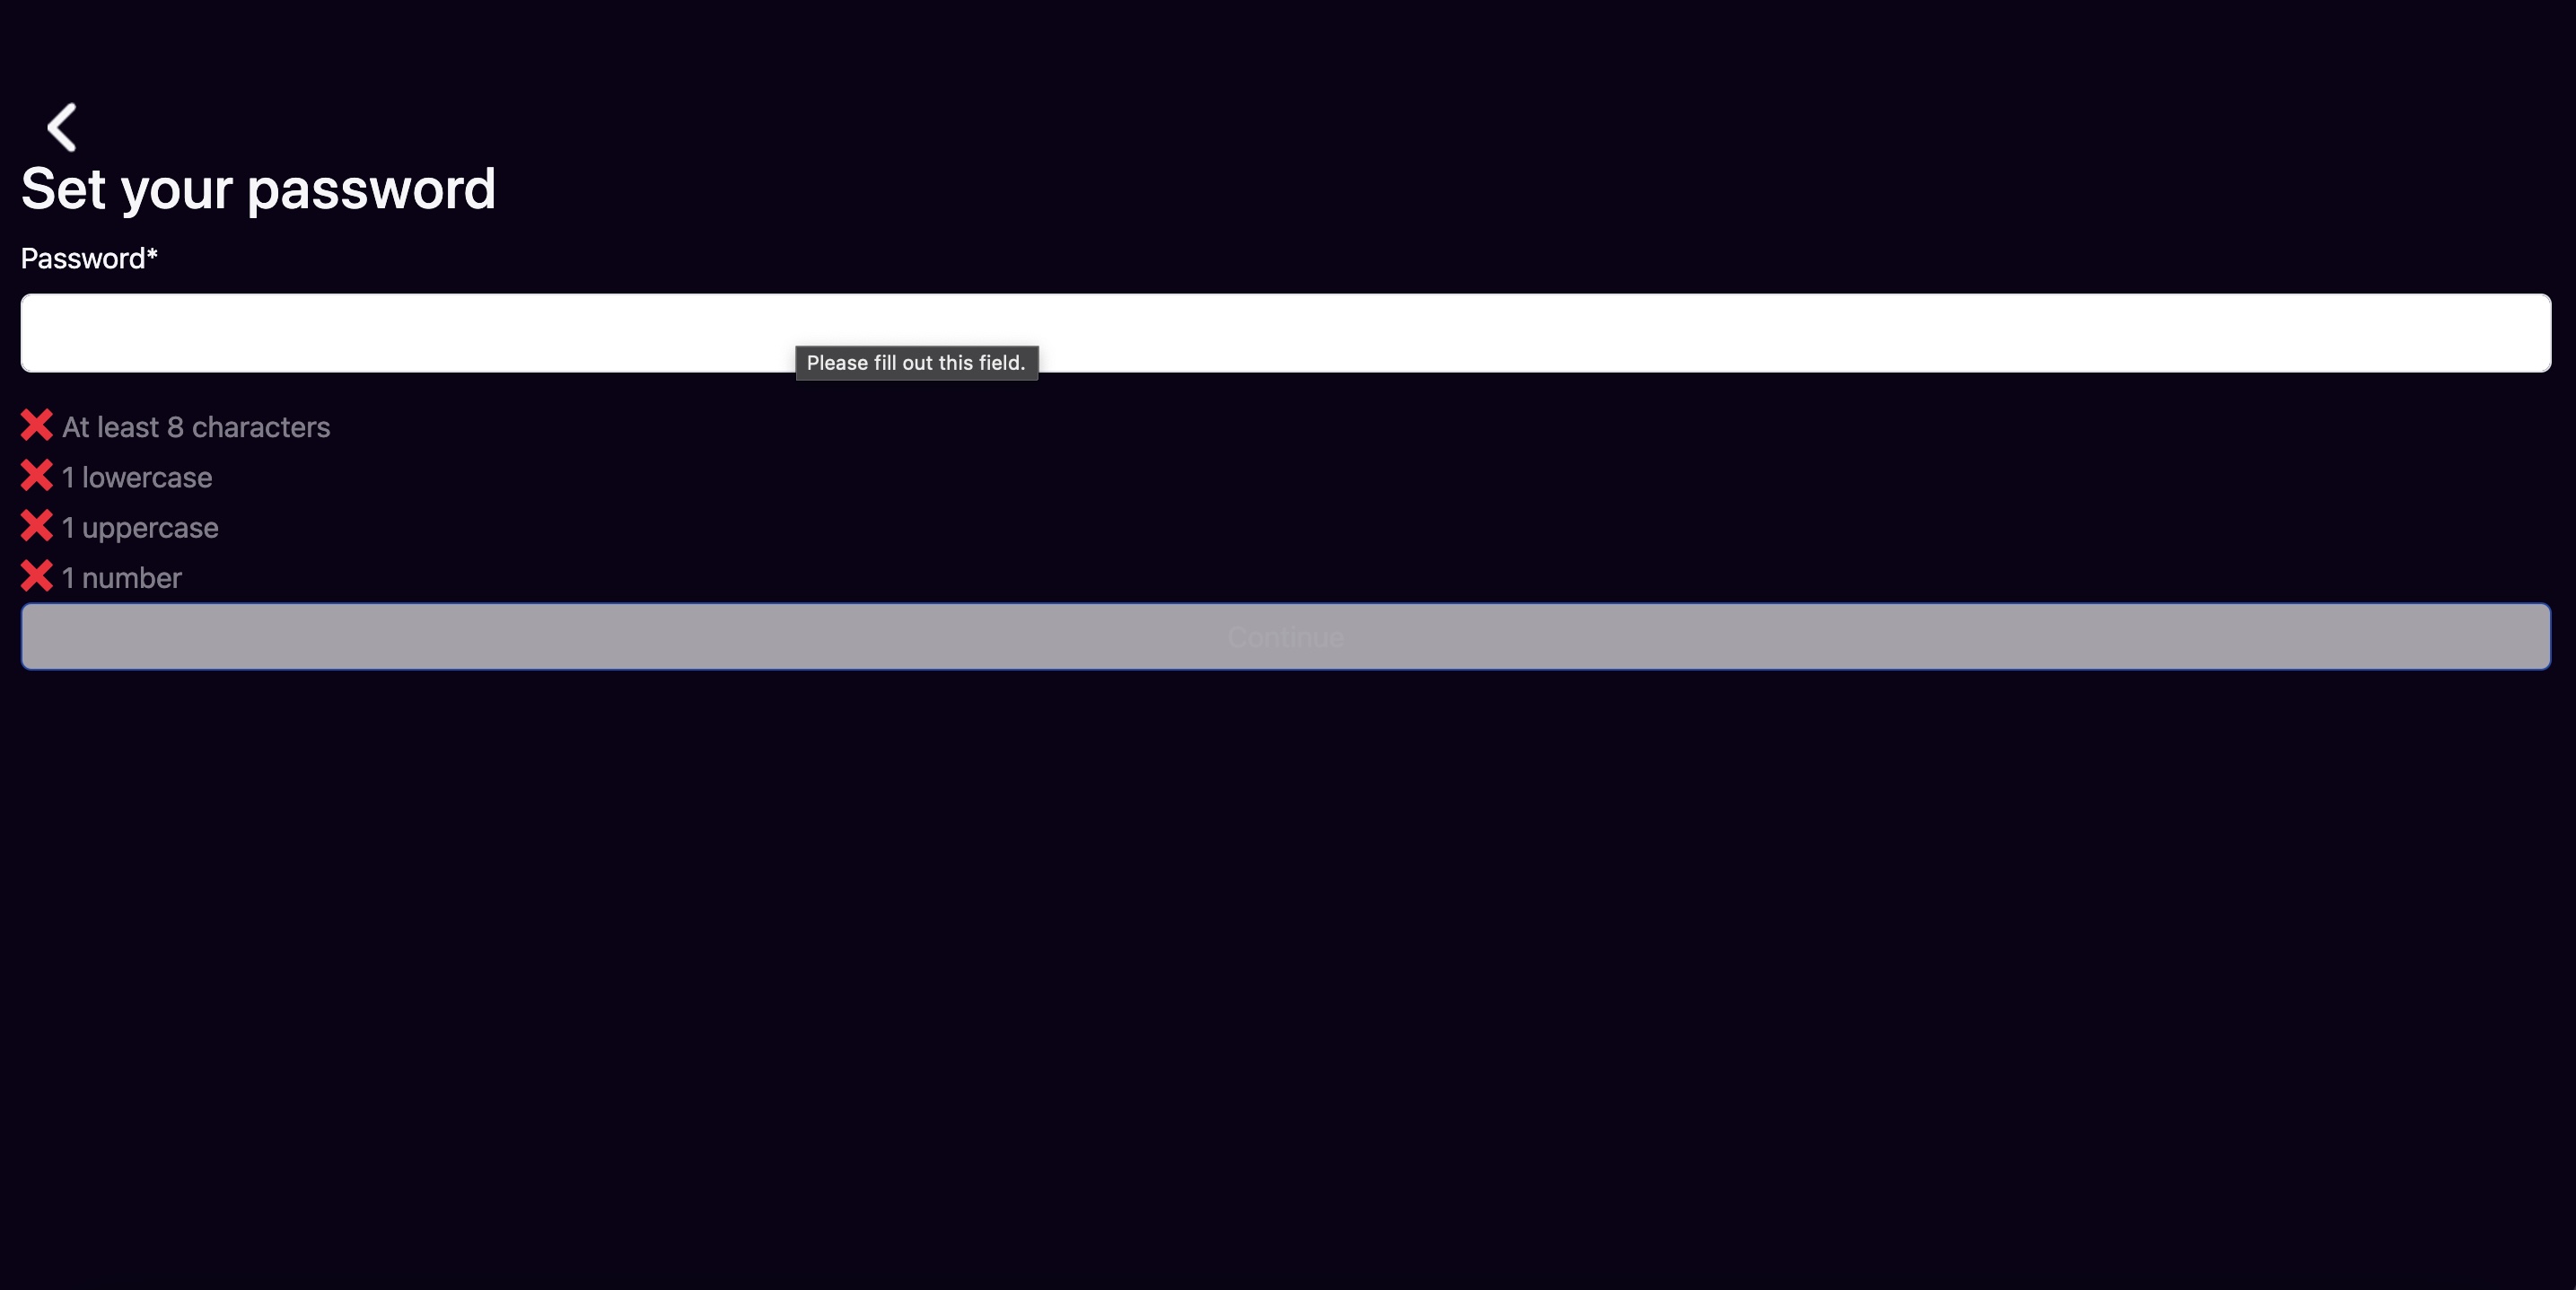 Set your password
Password*
Please fill out this field.
At least 8 characters
1 lowercase
1 uppercase
1 number
Continue